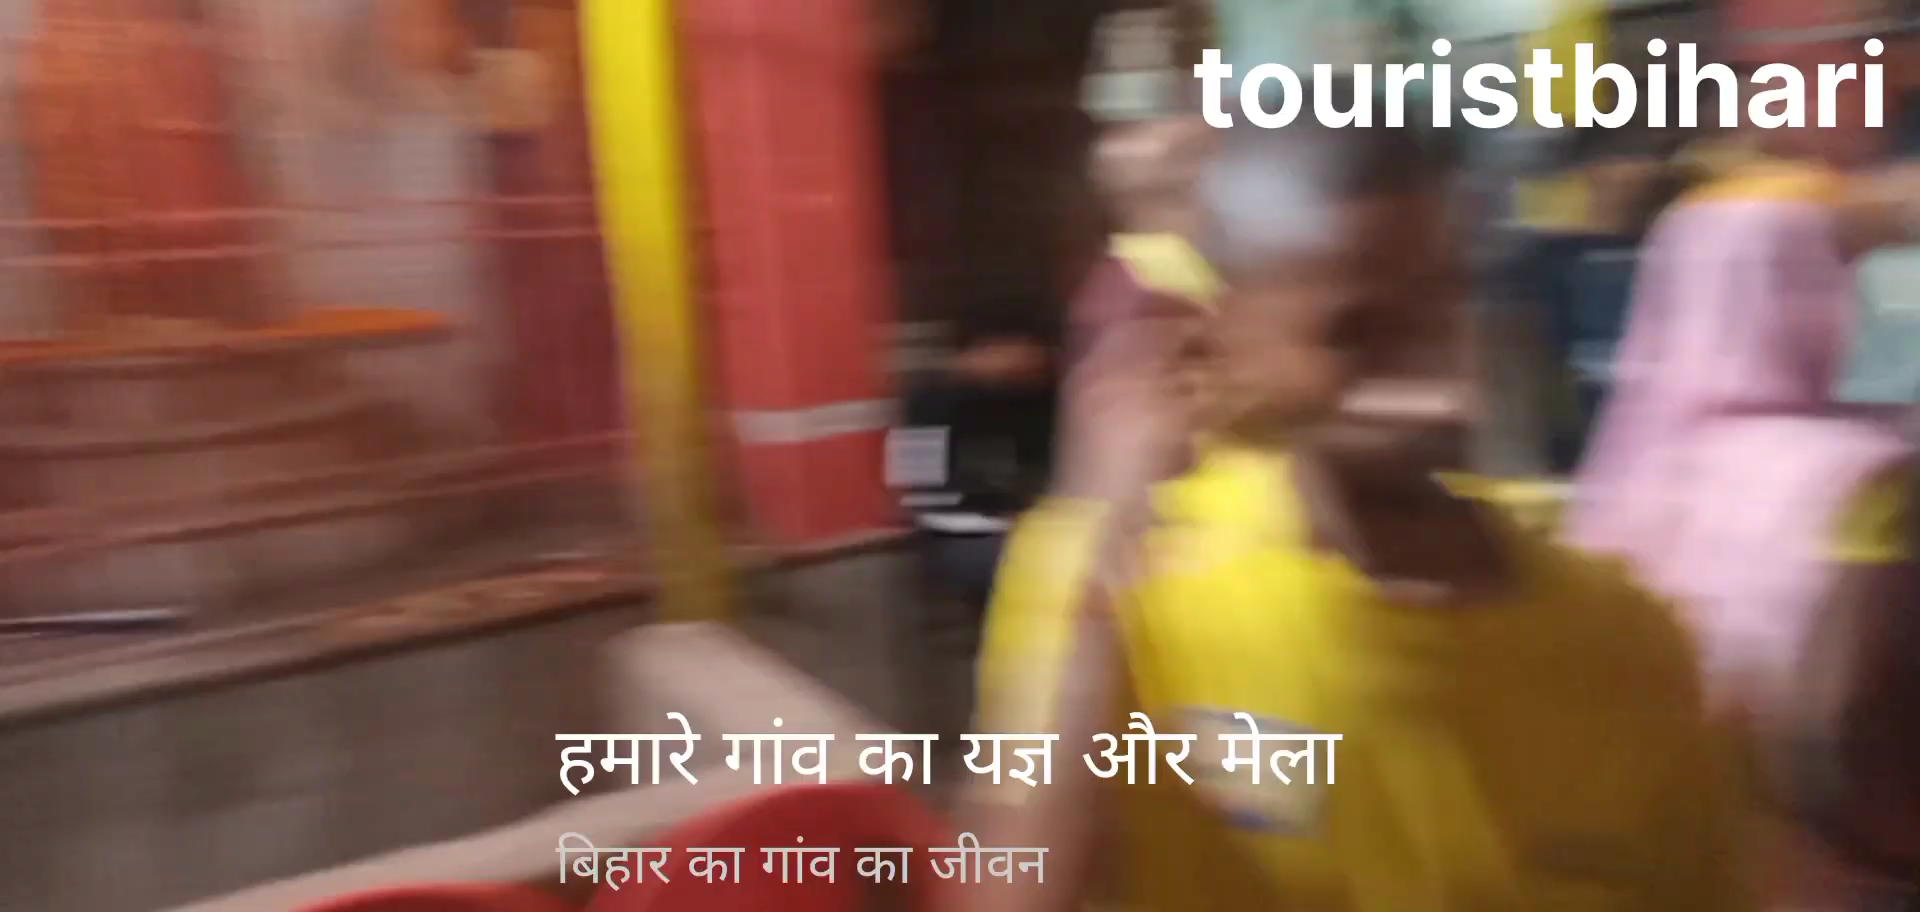 touristbihari
हमारे गांव का यज्ञ और मेला
बिहार का गांव का जीवन